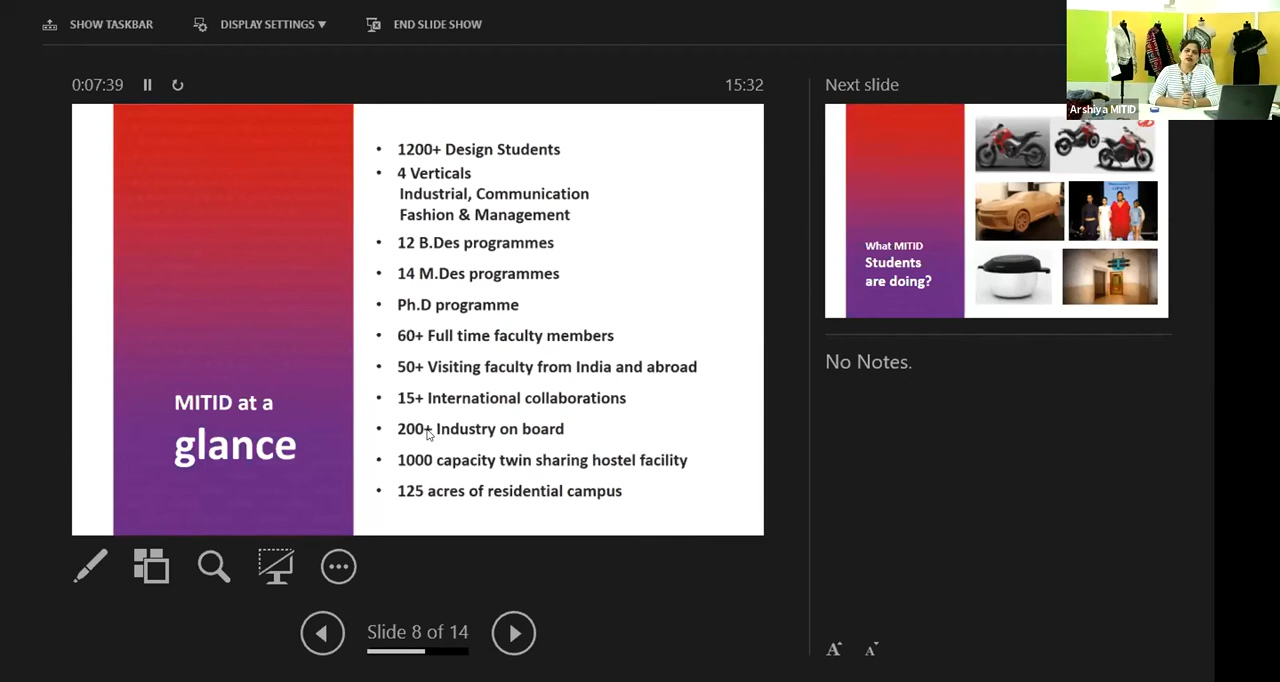 SHOW TASKBAR
DISPLAY SETTINGS ▼
END SLIDE SHOW
0:07:39
15:32
Next slide
Arshiya MITID
• 1200+ Design Students
• 4 Verticals
Industrial, Communication
Fashion & Management
• 12 B.Des programmes
• 14 M.Des programmes
• Ph.D programme
• 60+ Full time faculty members
• 50+ Visiting faculty from India and abroad
• 15+ International collaborations
• 200+ Industry on board
• 1000 capacity twin sharing hostel facility
• 125 acres of residential campus
MITID at a
glance
What MITID
Students
are doing?
No Notes.
Slide 8 of 14
A A